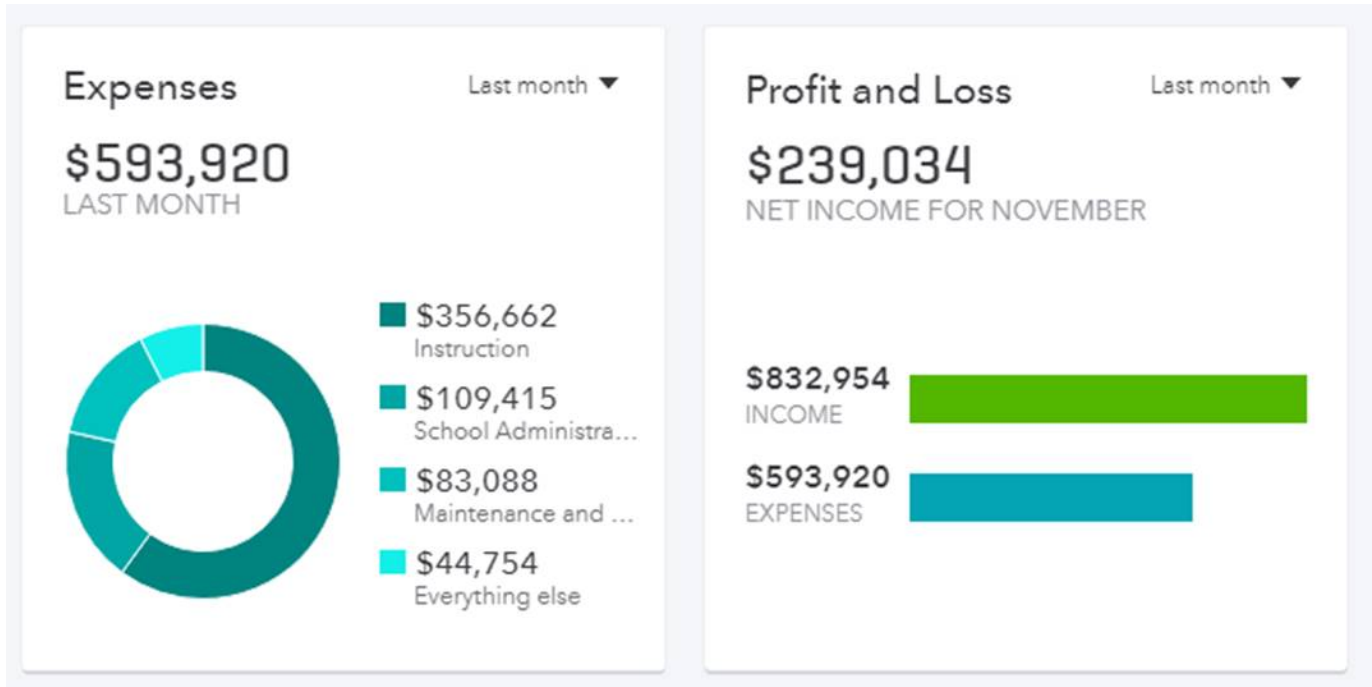 Expenses
Last month
$593,920
LAST MONTH
$356,662
Instruction
$109,415
School Administra...
$83,088
Maintenance and ...
$44,754
Everything else
Profit and Loss
Last month
$239,034
NET INCOME FOR NOVEMBER
$832,954
INCOME
$593,920
EXPENSES